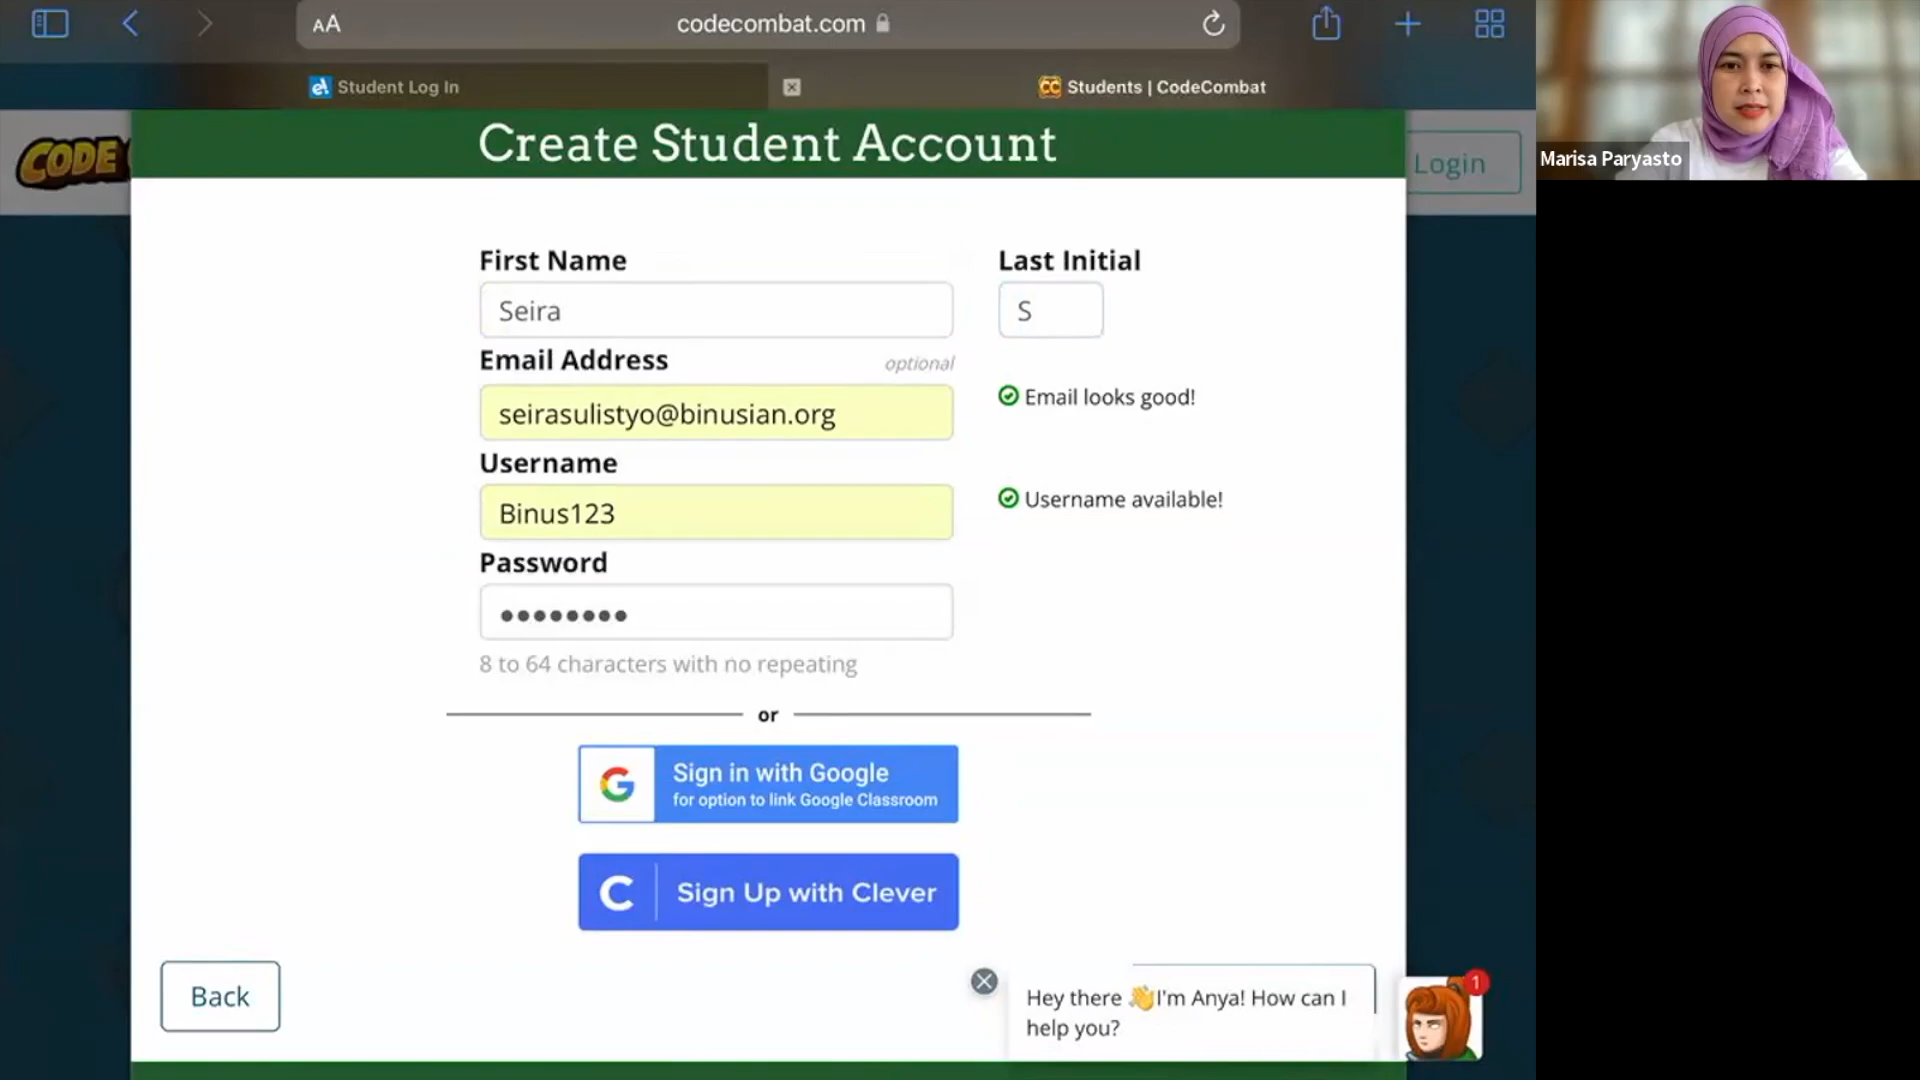 AA
codecombat.com
Student Log In
Students | CodeCombat
Marisa Paryasto
CODE
Create Student Account
Login
First Name
Last Initial
Seira
S
Email Address
optional
seirasulistyo@binusian.org
Email looks good!
Username
Binus123
Username available!
Password
••••••••
8 to 64 characters with no repeating
or
G
Sign in with Google
for option to link Google Classroom
C
Sign Up with Clever
Back
Hey there 👋I'm Anya! How can I
help you?
1